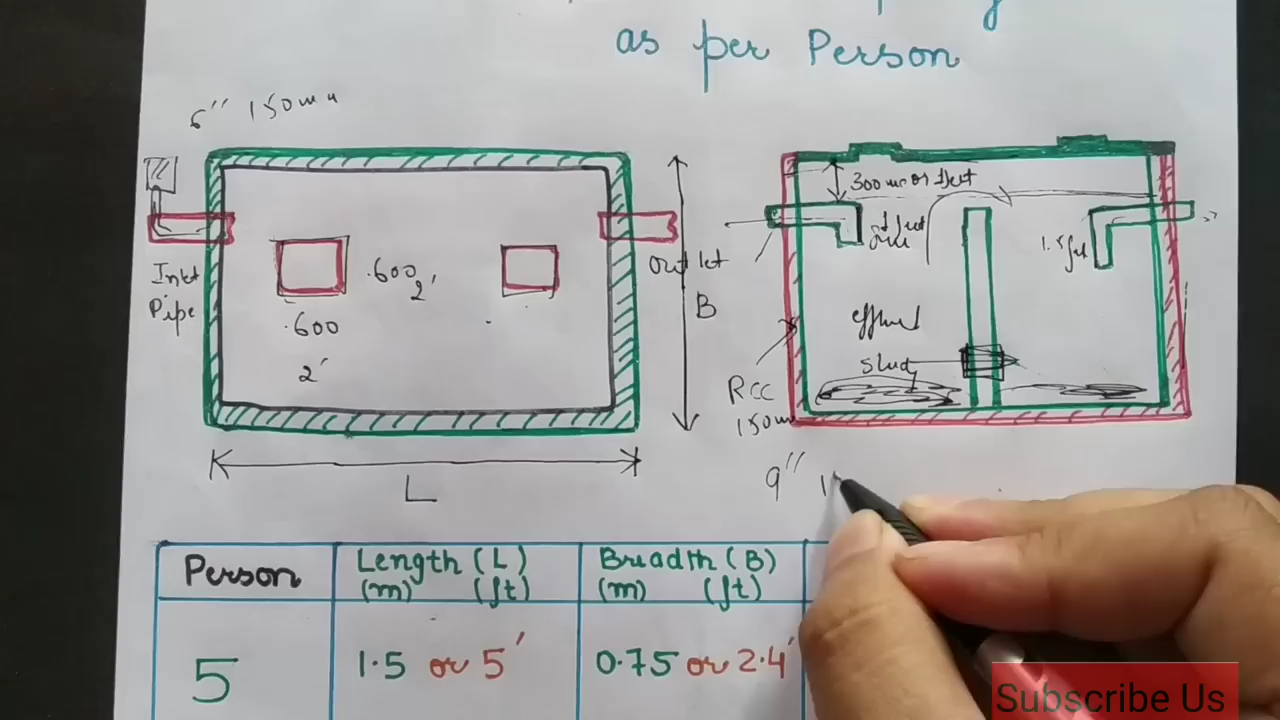 as per Person
6" 150mm
300mm or 1feet
1.5feet
Inlet
Pipe
.600
2'
.600
2'
Outlet
B
effluent
RCC
150mm
L
9"
Person
Length (L)
(m) (ft)
Breadth (B)
(m) (ft)
5
1.5 or 5'
0.75 or 2.4'
Subscribe Us